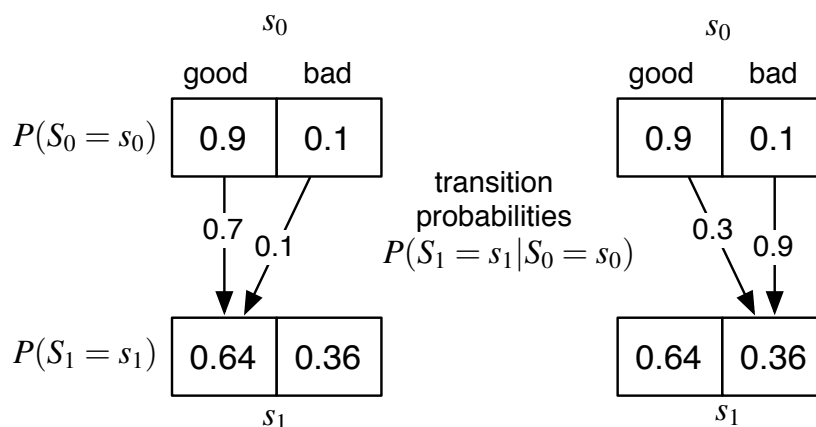 s₀ s₀
good bad good bad
P(S₀ = s₀) 0.9 0.1 0.9 0.1
transition
probabilities
0.7 0.1 P(S₁ = s₁|S₀ = s₀) 0.3 0.9
P(S₁ = s₁) 0.64 0.36 0.64 0.36
s₁ s₁